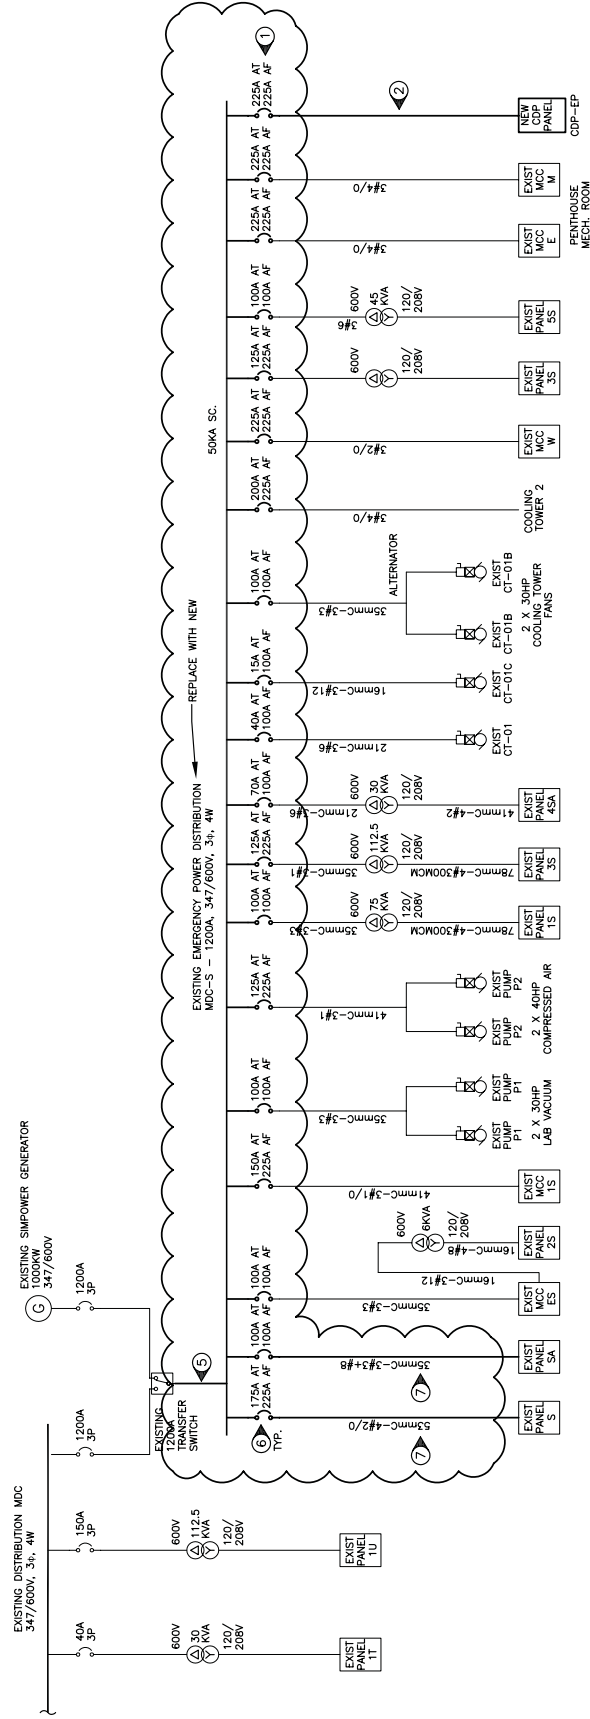 EXISTING DISTRIBUTION MDC
347/600V, 3Φ, 4W
40A
3P
600V
30
KVA
120/
208V
EXIST
PANEL
1T
150A
3P
600V
112.5
KVA
120/
208V
EXIST
PANEL
1U
1200A
3P
EXISTING
1200A
TRANSFER
SWITCH
EXISTING SIMPOWER GENERATOR
1000KW
347/600V
G
1200A
3P
5
EXISTING EMERGENCY POWER DISTRIBUTION
MDC-S - 1200A, 347/600V, 3Φ, 4W
REPLACE WITH NEW
50KA SC.
175A AT
225A AF
6
TYP.
53mmC-4#2/0
7
EXIST
PANEL
S
100A AT
100A AF
35mmC-3#3+#8
7
EXIST
PANEL
SA
100A AT
100A AF
35mmC-3#3
EXIST
MCC
ES
16mmC-3#12
600V
6KVA
120/
208V
16mmC-4#8
EXIST
PANEL
2S
150A AT
225A AF
41mmC-3#1/0
EXIST
MCC
1S
100A AT
100A AF
35mmC-3#3
EXIST
PUMP
P1
EXIST
PUMP
P1
2 X 30HP
LAB VACUUM
125A AT
225A AF
41mmC-3#1
EXIST
PUMP
P2
EXIST
PUMP
P2
2 X 40HP
COMPRESSED AIR
100A AT
100A AF
35mmC-3#3
600V
75
KVA
120/
208V
78mmC-4#300MCM
EXIST
PANEL
1S
125A AT
225A AF
35mmC-3#1
600V
112.5
KVA
120/
208V
78mmC-4#300MCM
EXIST
PANEL
3S
70A AT
100A AF
21mmC-3#6
600V
30
KVA
120/
208V
41mmC-4#2
EXIST
PANEL
4SA
40A AT
100A AF
21mmC-3#6
EXIST
CT-01
15A AT
100A AF
16mmC-3#12
EXIST
CT-01C
100A AT
100A AF
35mmC-3#3
ALTERNATOR
EXIST
CT-01B
EXIST
CT-01B
2 X 30HP
COOLING TOWER
FANS
200A AT
225A AF
3#4/0
COOLING
TOWER 2
225A AT
225A AF
3#2/0
EXIST
MCC
W
125A AT
225A AF
600V
120/
208V
EXIST
PANEL
3S
100A AT
100A AF
3#6
600V
45
KVA
120/
208V
EXIST
PANEL
5S
225A AT
225A AF
3#4/0
EXIST
MCC
E
225A AT
225A AF
3#4/0
EXIST
MCC
M
PENTHOUSE
MECH. ROOM
225A AT
225A AF
1
2
NEW
CDP
PANEL
CDP-EP